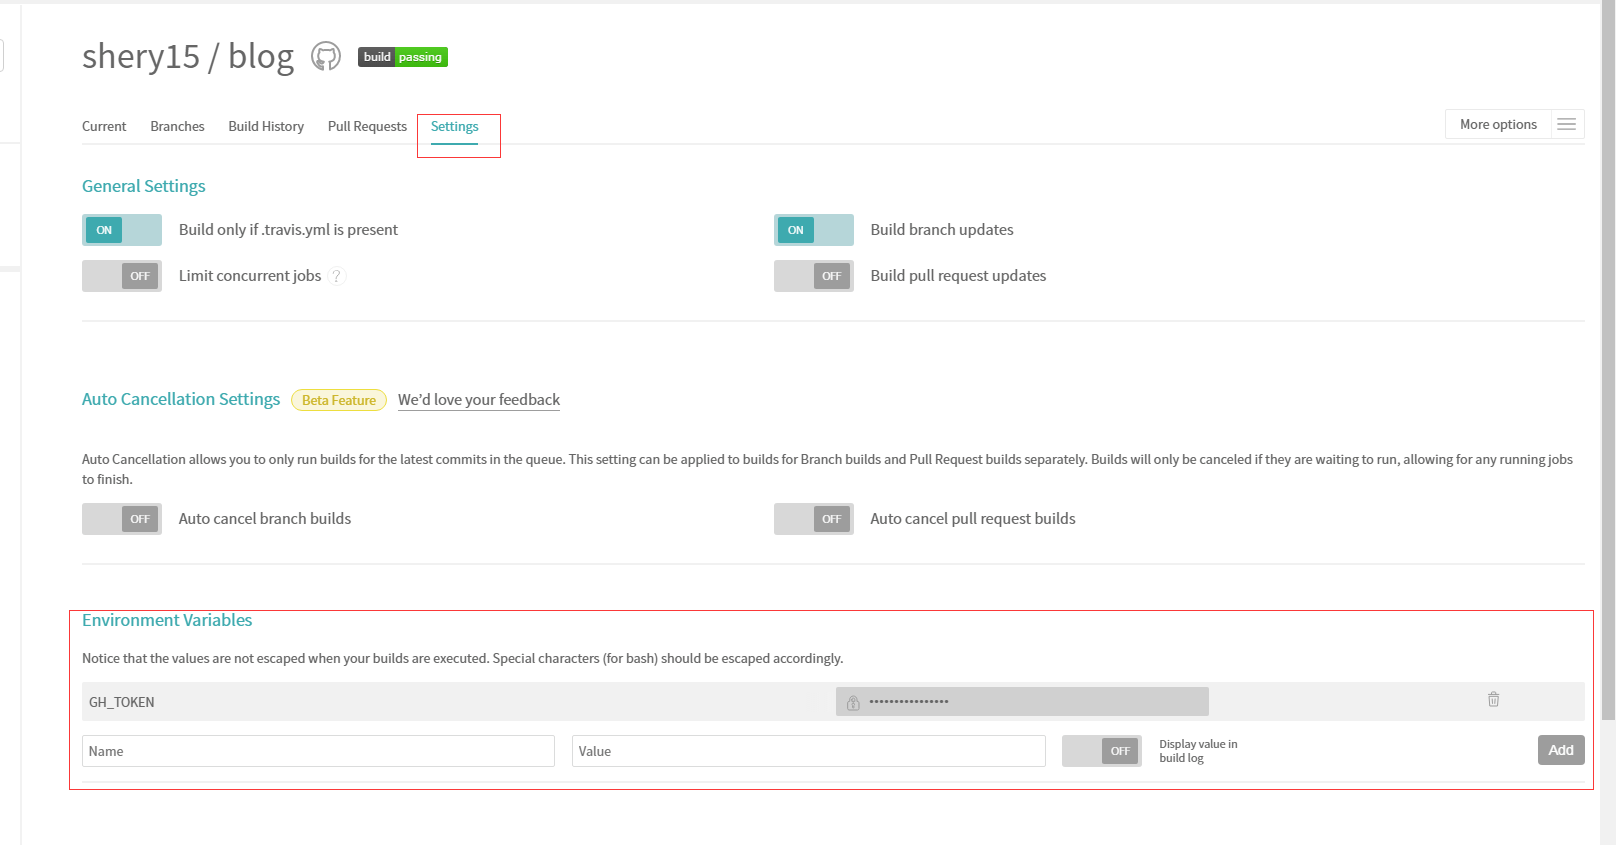 shery15 / blog build passing
Current Branches Build History Pull Requests Settings More options
General Settings
ON Build only if .travis.yml is present ON Build branch updates
OFF Limit concurrent jobs ? OFF Build pull request updates
Auto Cancellation Settings Beta Feature We'd love your feedback
Auto Cancellation allows you to only run builds for the latest commits in the queue. This setting can be applied to builds for Branch builds and Pull Request builds separately. Builds will only be canceled if they are waiting to run, allowing for any running jobs
to finish.
OFF Auto cancel branch builds OFF Auto cancel pull request builds
Environment Variables
Notice that the values are not escaped when your builds are executed. Special characters (for bash) should be escaped accordingly.
GH_TOKEN ••••••••••••••••
Name Value OFF Display value in
build log
Add